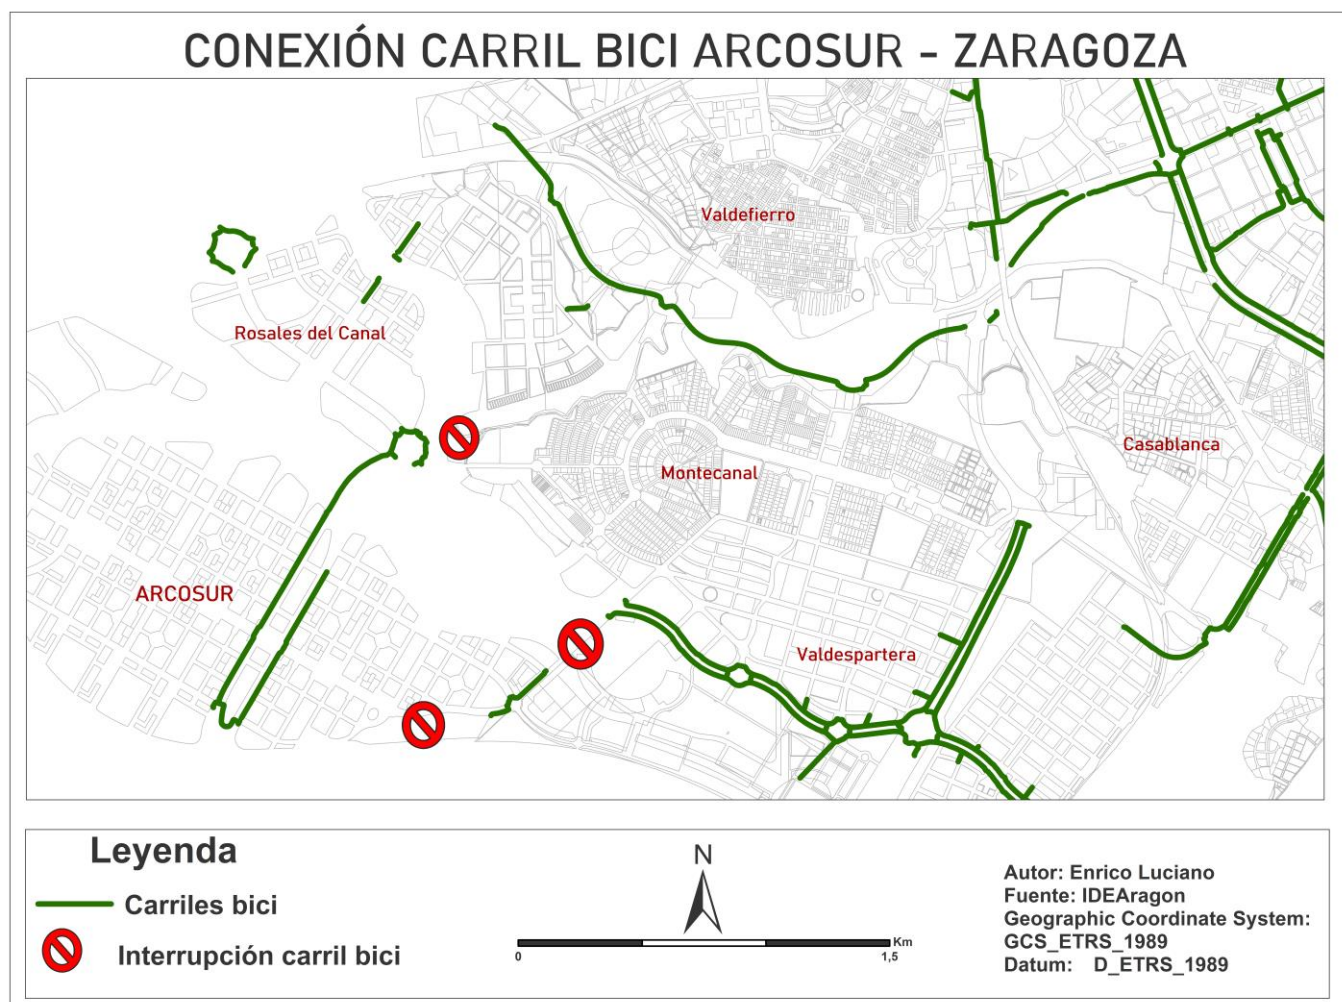 CONEXIÓN CARRIL BICI ARCOSUR - ZARAGOZA
Valdefierro
Rosales del Canal
Casablanca
Montecanal
ARCOSUR
Valdespartera
Leyenda
Carriles bici
Interrupción carril bici
N
Km
0
1,5
Autor: Enrico Luciano
Fuente: IDEAragon
Geographic Coordinate System:
GCS_ETRS_1989
Datum: D_ETRS_1989